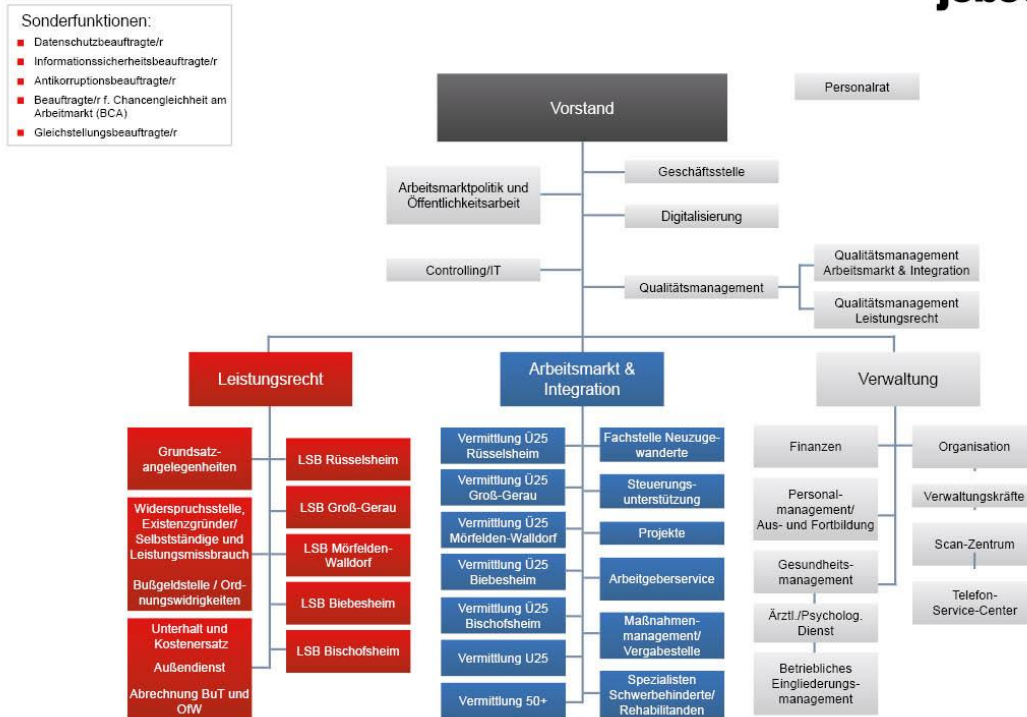 Sonderfunktionen:
Datenschutzbeauftragte/r
Informationssicherheitsbeauftragte/r
Antikorruptionsbeauftragte/r
Beauftragte/r f. Chancengleichheit am
Arbeitmarkt (BCA)
Gleichstellungsbeauftragte/r
Vorstand
Personalrat
Arbeitsmarktpolitik und
Öffentlichkeitsarbeit
Geschäftsstelle
Digitalisierung
Controlling/IT
Qualitätsmanagement
Qualitätsmanagement
Arbeitsmarkt & Integration
Qualitätsmanagement
Leistungsrecht
Leistungsrecht
Grundsatz-
angelegenheiten
Widerspruchsstelle,
Existenzgründer/
Selbstständige und
Leistungsmissbrauch
Bußgeldstelle / Ord-
nungswidrigkeiten
Unterhalt und
Kostenersatz
Außendienst
Abrechnung BuT und
OfW
LSB Rüsselsheim
LSB Groß-Gerau
LSB Mörfelden-
Walldorf
LSB Biebesheim
LSB Bischofsheim
Arbeitsmarkt &
Integration
Vermittlung Ü25
Rüsselsheim
Vermittlung Ü25
Groß-Gerau
Vermittlung Ü25
Mörfelden-Walldorf
Vermittlung Ü25
Biebesheim
Vermittlung Ü25
Bischofsheim
Vermittlung U25
Vermittlung 50+
Fachstelle Neuzuge-
wanderte
Steuerungs-
unterstützung
Projekte
Arbeitgeberservice
Maßnahmen-
management/
Vergabestelle
Spezialisten
Schwerbehinderte/
Rehabilitanden
Verwaltung
Finanzen
Personal-
management/
Aus- und Fortbildung
Gesundheits-
management
Ärztl./Psycholog.
Dienst
Betriebliches
Eingliederungs-
management
Organisation
Verwaltungskräfte
Scan-Zentrum
Telefon-
Service-Center